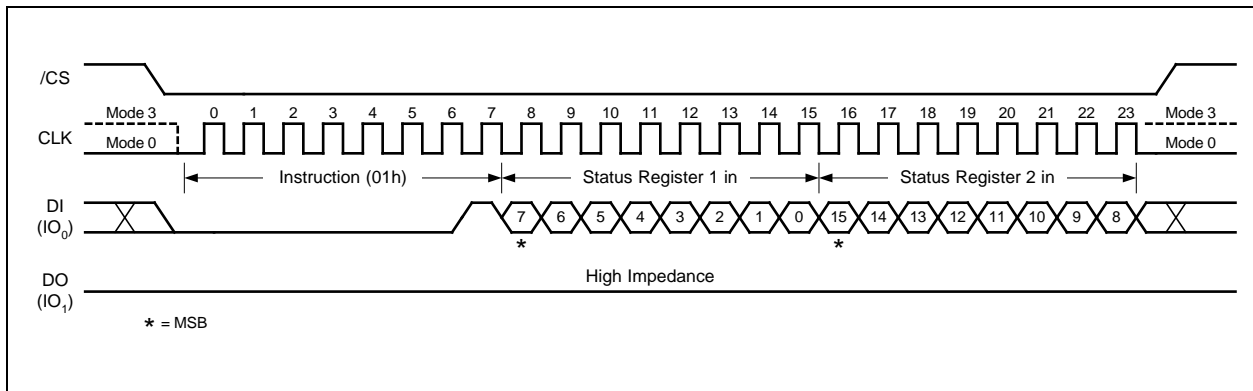 /CS
Mode 3 0 1 2 3 4 5 6 7 8 9 10 11 12 13 14 15 16 17 18 19 20 21 22 23 Mode 3
CLK
Mode 0 Mode 0
Instruction (01h) Status Register 1 in Status Register 2 in
DI
(IO0) 7 6 5 4 3 2 1 0 15 14 13 12 11 10 9 8
* *
High Impedance
DO
(IO1)
* = MSB